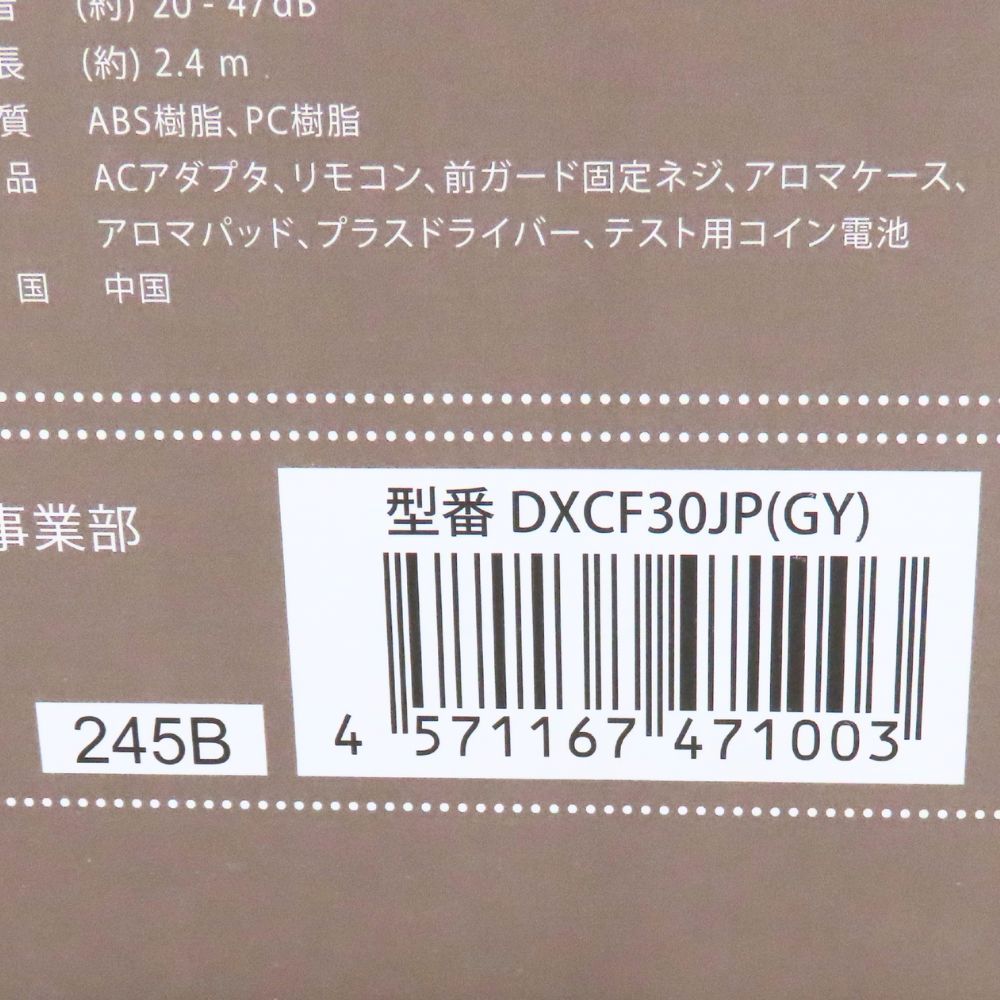 音 (約) 20 - 47dB
長 (約) 2.4 m
質 ABS樹脂、PC樹脂
品 ACアダプタ、リモコン、前ガード固定ネジ、アロマケース、
アロマパッド、プラスドライバー、テスト用コイン電池
国 中国
事業部
型番 DXCF30JP(GY)
4 571167 471003
245B